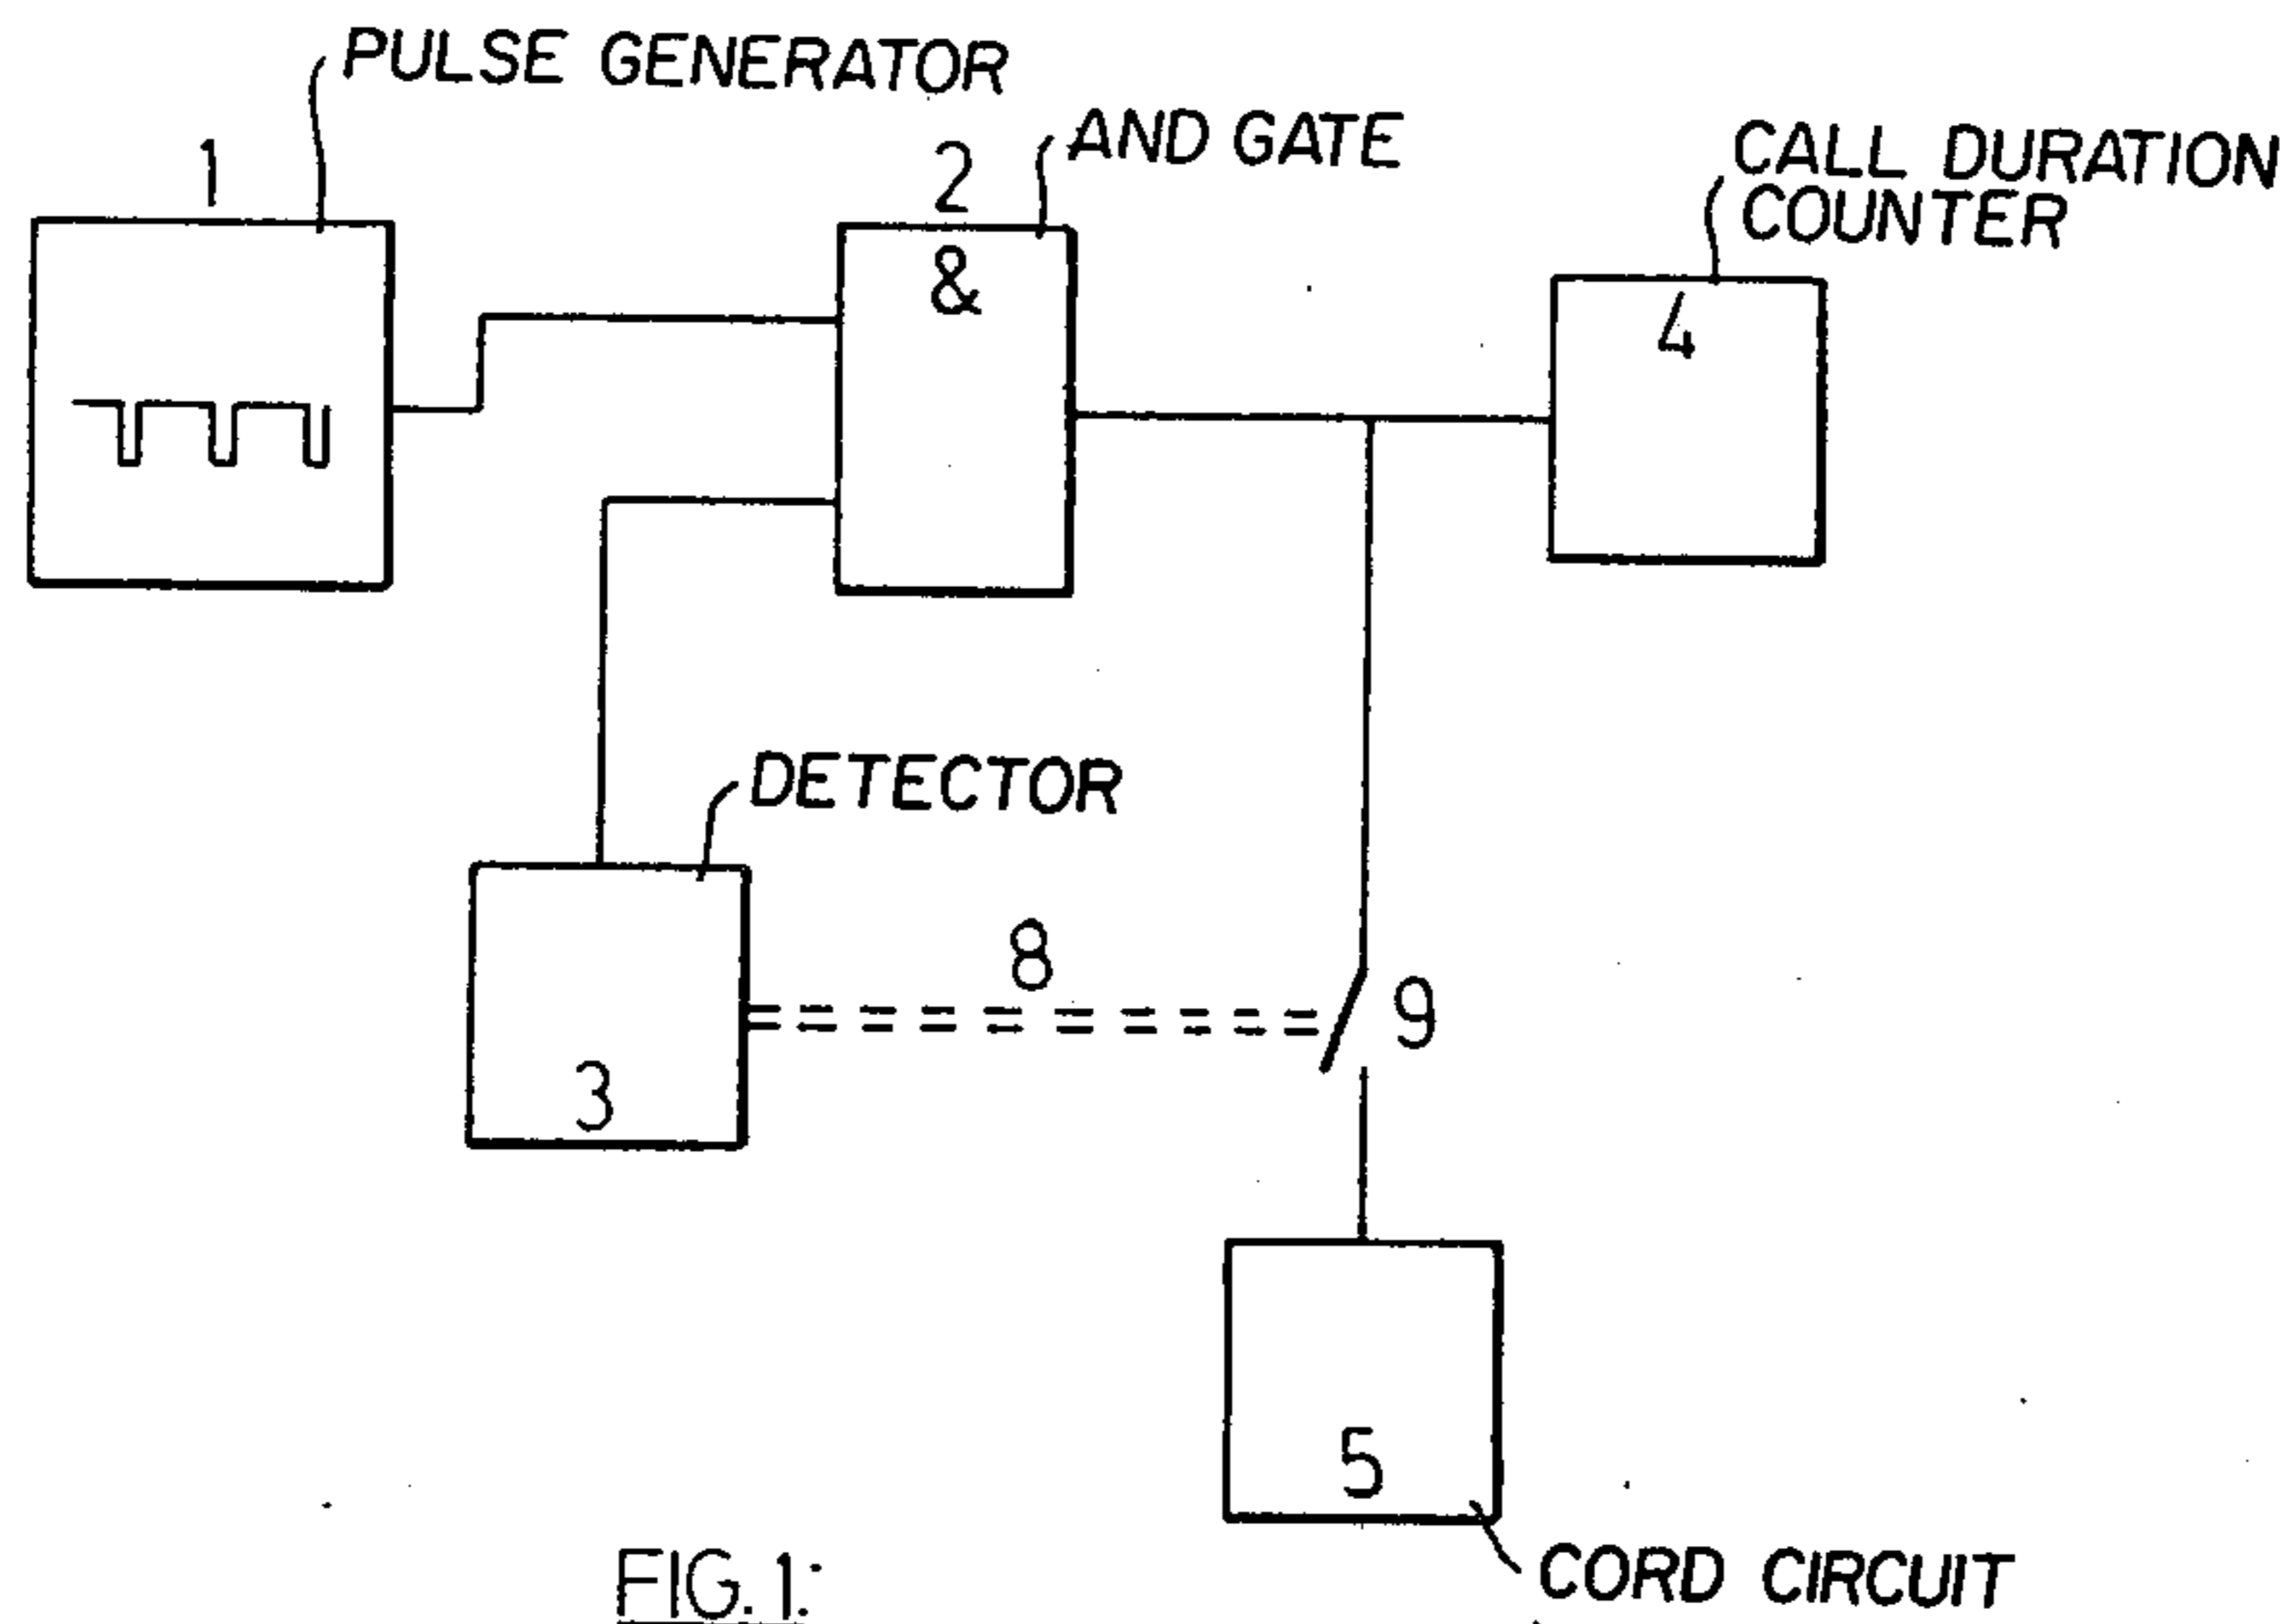 PULSE GENERATOR
1
2
AND GATE
&
CALL DURATION
COUNTER
4
DETECTOR
3
8
9
5
CORD CIRCUIT
FIG.1: